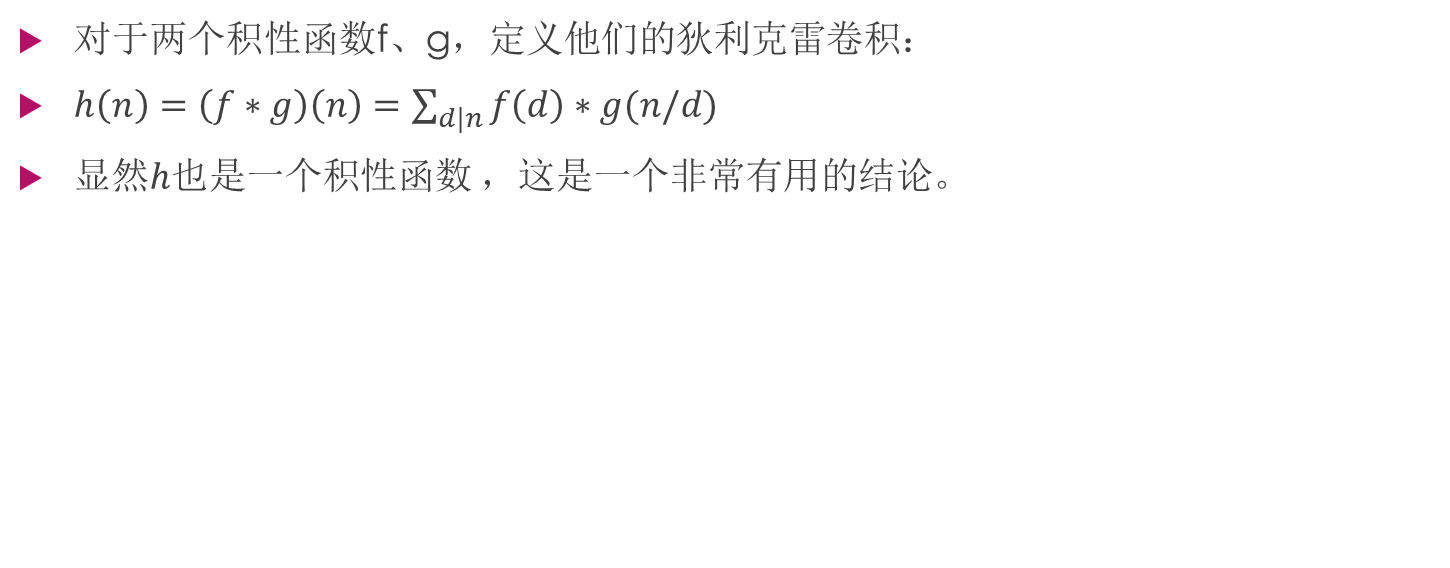 对于两个积性函数f、g，定义他们的狄利克雷卷积：
h(n) = (f ∗ g)(n) = ∑_{d|n} f(d) ∗ g(n/d)
显然h也是一个积性函数 ，这是一个非常有用的结论。